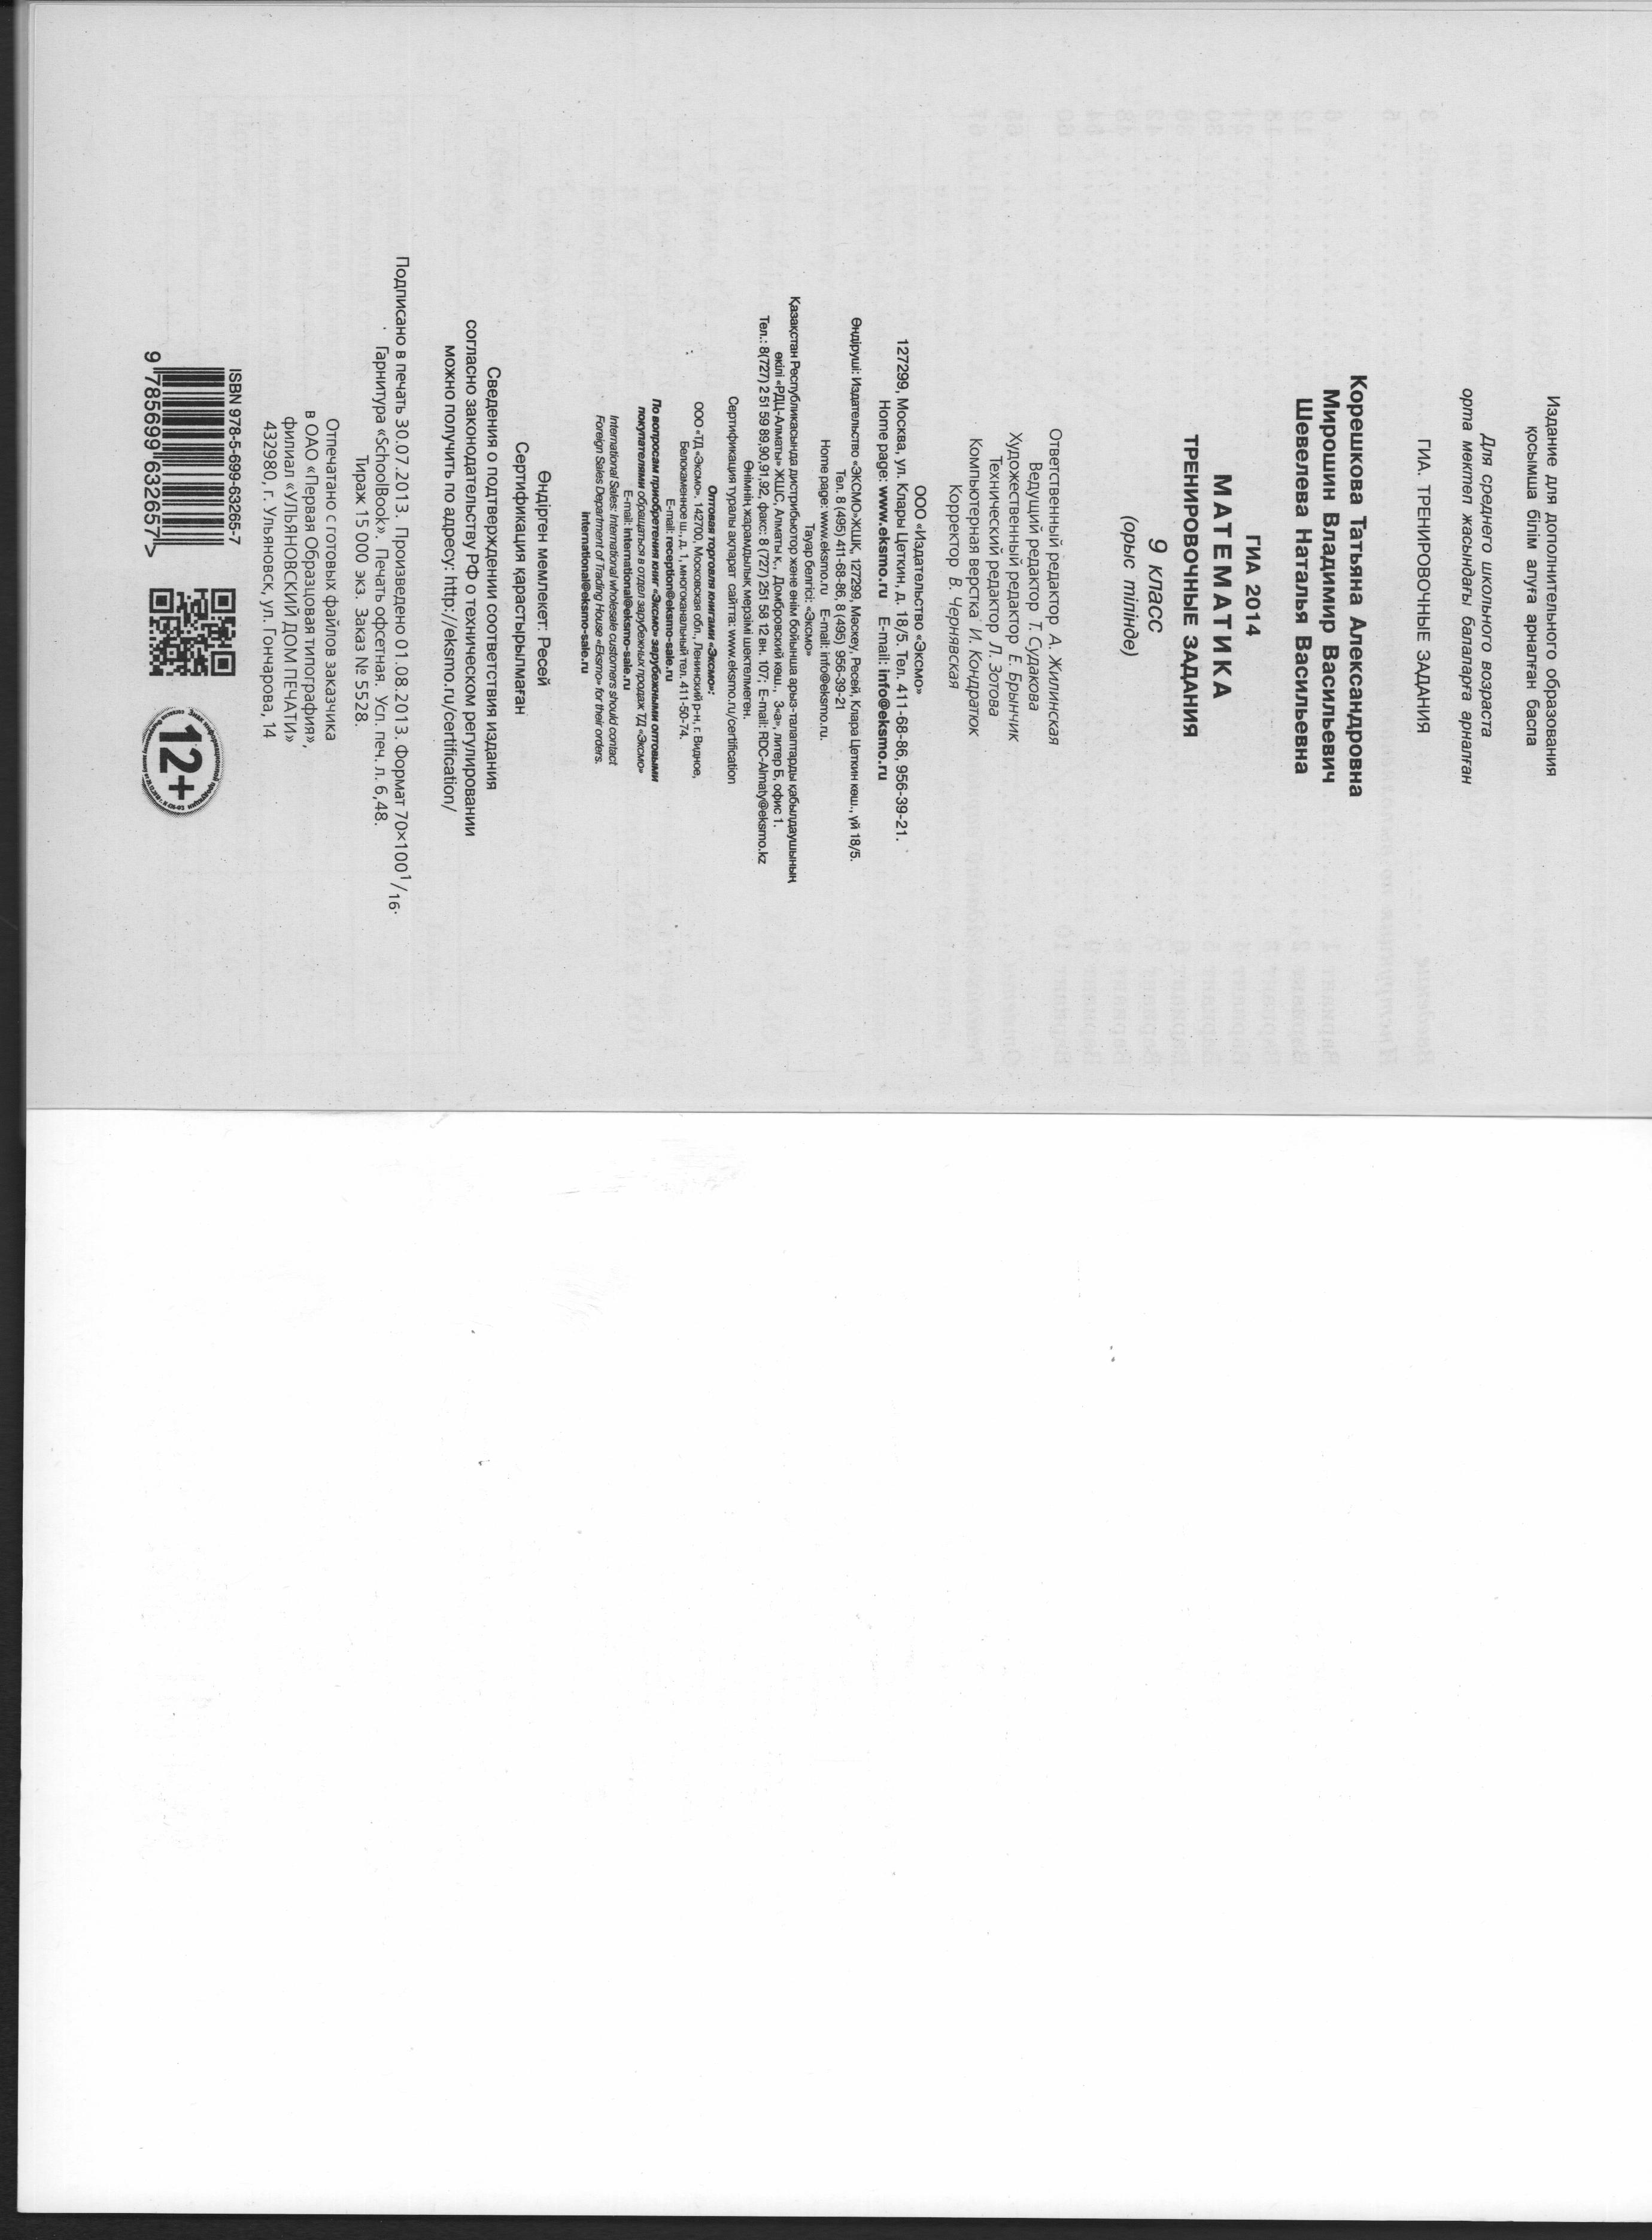 Издание для дополнительного образования
қосымша білім алуға арналған баспа
Для среднего школьного возраста
орта мектеп жасындағы балаларға арналған
ГИА. ТРЕНИРОВОЧНЫЕ ЗАДАНИЯ
Корешкова Татьяна Александровна
Мирошин Владимир Васильевич
Шевелева Наталья Васильевна
ГИА 2014
МАТЕМАТИКА
ТРЕНИРОВОЧНЫЕ ЗАДАНИЯ
9 класс
(орыс тілінде)
Ответственный редактор А. Жилинская
Ведущий редактор Т. Судакова
Художественный редактор Е. Брынчик
Технический редактор Л. Зотова
Компьютерная верстка И. Кондратюк
Корректор В. Чернявская
ООО «Издательство «Эксмо»
127299, Москва, ул. Клары Цеткин, д. 18/5. Тел. 411-68-86, 956-39-21.
Home page: www.eksmo.ru E-mail: info@eksmo.ru
Өндіруші: Издательство «ЭКСМО»ЖШҚ, 127299, Мәскеу, Ресей, Клара Цеткин көш., үй 18/5.
Тел. 8 (495) 411-68-86, 8 (495) 956-39-21
Home page: www.eksmo.ru E-mail: info@eksmo.ru.
Тауар белгісі: «Эксмо»
Қазақстан Республикасында дистрибьютор және өнім бойынша арыз-талаптарды қабылдаушының
өкілі «РДЦ-Алматы» ЖШС, Алматы қ., Домбровский көш., 3«а», литер Б, офис 1.
Тел.: 8(727) 2 51 59 89,90,91,92, факс: 8 (727) 251 58 12 вн. 107; E-mail: RDC-Almaty@eksmo.kz
Өнімнің жарамдылық мерзімі шектелмеген.
Сертификация туралы ақпарат сайтта: www.eksmo.ru/certification
Оптовая торговля книгами «Эксмо»:
ООО «ТД «Эксмо». 142700, Московская обл., Ленинский р-н, г. Видное,
Белокаменное ш., д. 1, многоканальный тел. 411-50-74.
E-mail: reception@eksmo-sale.ru
По вопросам приобретения книг «Эксмо» зарубежными оптовыми
покупателями обращаться в отдел зарубежных продаж ТД «Эксмо»
E-mail: international@eksmo-sale.ru
International Sales: International wholesale customers should contact
Foreign Sales Department of Trading House «Eksmo» for their orders.
international@eksmo-sale.ru
Өндірген мемлекет: Ресей
Сертификация қарастырылмаған
Сведения о подтверждении соответствия издания
согласно законодательству РФ о техническом регулировании
можно получить по адресу: http://eksmo.ru/certification/
Подписано в печать 30.07.2013. Произведено 01.08.2013. Формат 70×100 1/16.
Гарнитура «SchoolBook». Печать офсетная. Усл. печ. л. 6,48.
Тираж 15 000 экз. Заказ № 5528.
Отпечатано с готовых файлов заказчика
в ОАО «Первая Образцовая типография»,
филиал «УЛЬЯНОВСКИЙ ДОМ ПЕЧАТИ»
432980, г. Ульяновск, ул. Гончарова, 14
ISBN 978-5-699-63265-7
9 785699 632657 >
Знак информационной продукции
12+